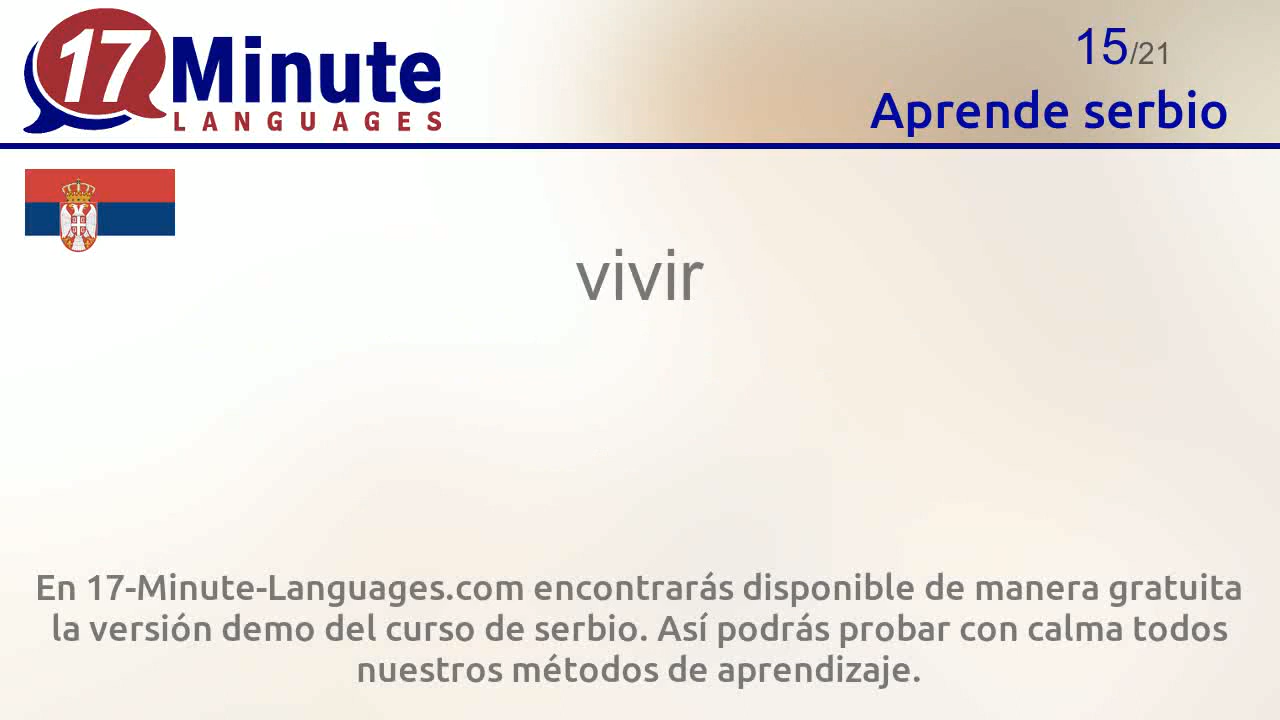 17 Minute
LANGUAGES
15/21
Aprende serbio
vivir
En 17-Minute-Languages.com encontrarás disponible de manera gratuita
la versión demo del curso de serbio. Así podrás probar con calma todos
nuestros métodos de aprendizaje.